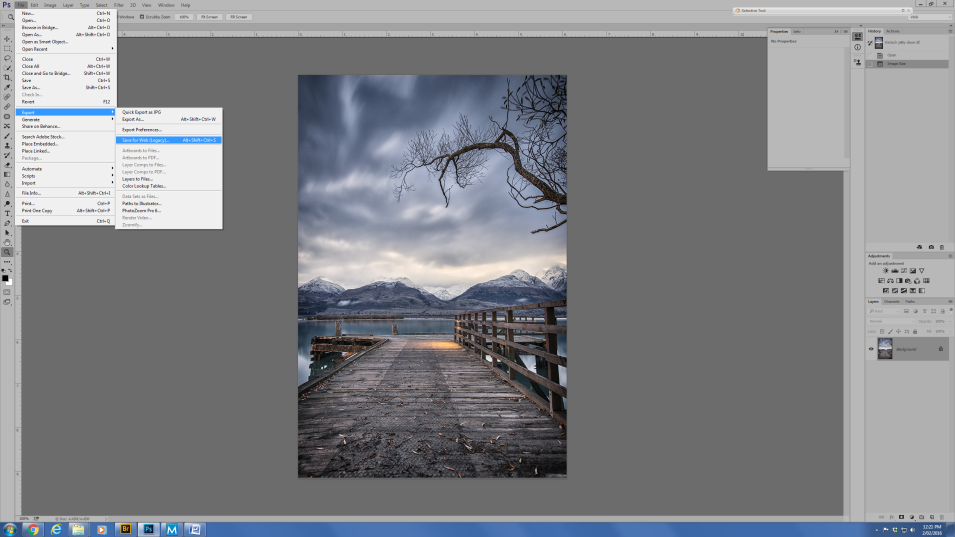 Ps File Edit Image Layer Type Select Filter 3D View Window Help
Scrubby Zoom 100% Fit Screen Fill Screen
New... Ctrl+N
Open... Ctrl+O
Browse in Bridge... Alt+Ctrl+O
Open As... Alt+Shift+Ctrl+O
Open as Smart Object...
Open Recent
Close Ctrl+W
Close All Alt+Ctrl+W
Close and Go to Bridge... Shift+Ctrl+W
Save Ctrl+S
Save As... Shift+Ctrl+S
Check In...
Revert F12
Export
Generate
Share on Behance...
Search Adobe Stock...
Place Embedded...
Place Linked...
Package...
Automate
Scripts
Import
File Info... Alt+Shift+Ctrl+I
Print... Ctrl+P
Print One Copy Alt+Shift+Ctrl+P
Exit Ctrl+Q
Quick Export as JPG
Export As... Alt+Shift+Ctrl+W
Export Preferences...
Save for Web (Legacy)... Alt+Shift+Ctrl+S
Artboards to Files...
Artboards to PDF...
Layer Comps to Files...
Layer Comps to PDF...
Layers to Files...
Color Lookup Tables...
Data Sets as Files...
Paths to Illustrator...
PhotoZoom Pro 6...
Render Video...
Zoomify...
Properties Info
No Properties
History Actions
Open
Image Size
Adjustments
Add an adjustment
Layers Channels Paths
Background
100%
Br Ps M
12:22 PM
2/02/2016